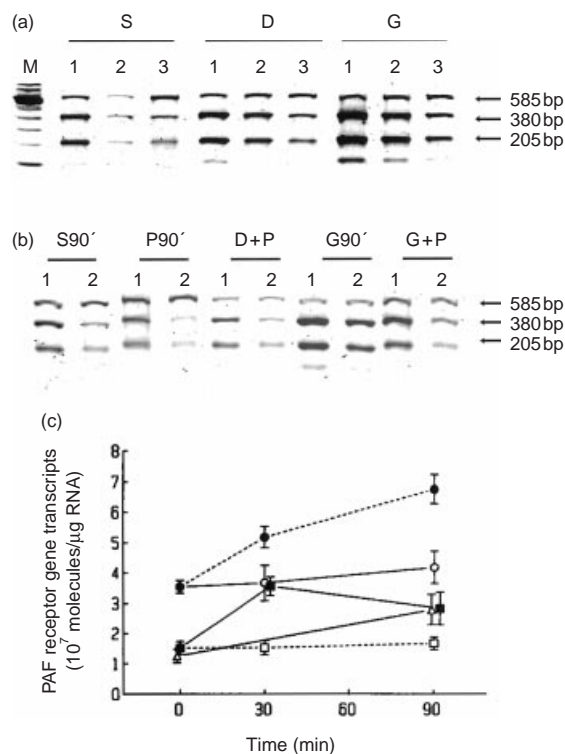 (a)
S D G
M 1 2 3 1 2 3 1 2 3
585 bp
380 bp
205 bp
(b)
S90´ P90´ D+P G90´ G+P
1 2 1 2 1 2 1 2 1 2
585 bp
380 bp
205 bp
(c)
PAF receptor gene transcripts
(10⁷ molecules/μg RNA)
8
7
6
5
4
3
2
1
0
0 30 60 90
Time (min)